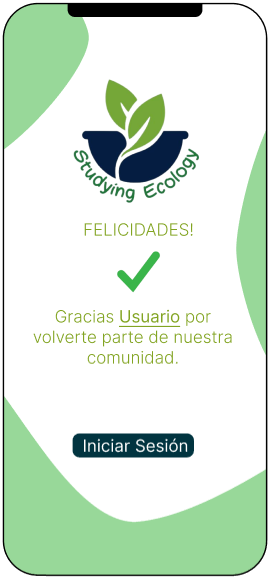 Studying Ecology
FELICIDADES!
Gracias Usuario por
volverte parte de nuestra
comunidad.
Iniciar Sesión